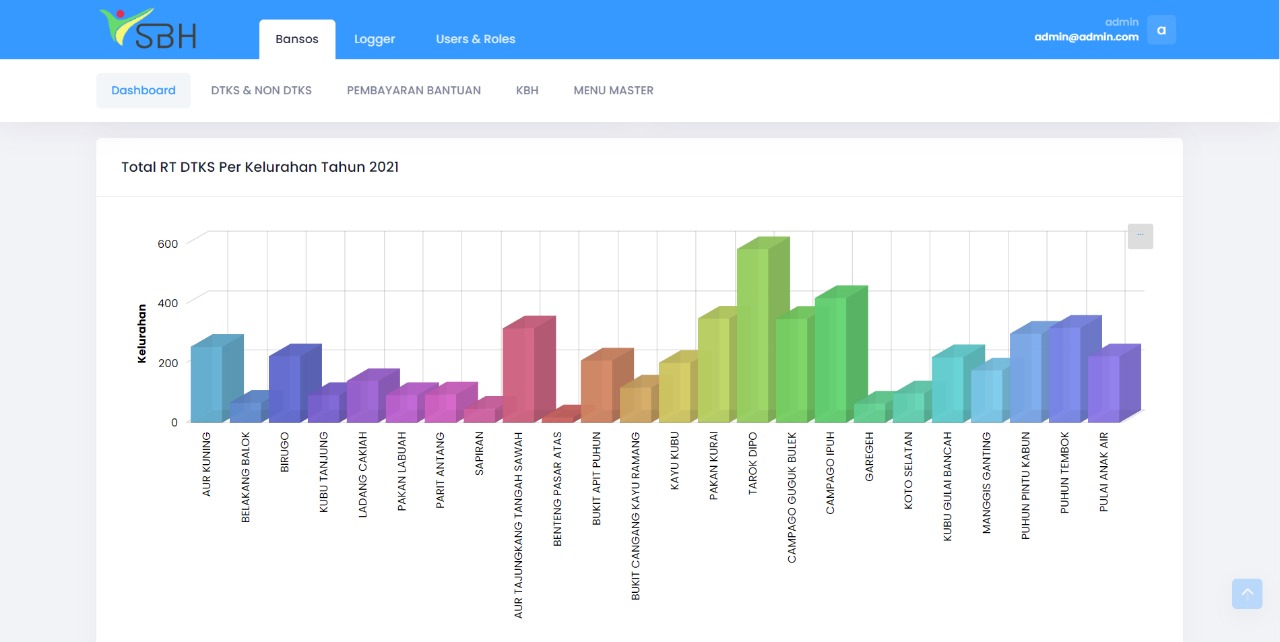 SBH
Bansos
Logger
Users & Roles
admin
admin@admin.com
a
Dashboard
DTKS & NON DTKS
PEMBAYARAN BANTUAN
KBH
MENU MASTER
Total RT DTKS Per Kelurahan Tahun 2021
...
600
400
200
0
Kelurahan
AUR KUNING
BELAKANG BALOK
BIRUGO
KUBU TANJUNG
LADANG CAKIAH
PAKAN LABUAH
PARIT ANTANG
SAPIRAN
AUR TAJUNGKANG TANGAH SAWAH
BENTENG PASAR ATAS
BUKIT APIT PUHUN
BUKIT CANGANG KAYU RAMANG
KAYU KUBU
PAKAN KURAI
TAROK DIPO
CAMPAGO GUGUK BULEK
CAMPAGO IPUH
GAREGEH
KOTO SELATAN
KUBU GULAI BANCAH
MANGGIS GANTING
PUHUN PINTU KABUN
PUHUN TEMBOK
PULAI ANAK AIR